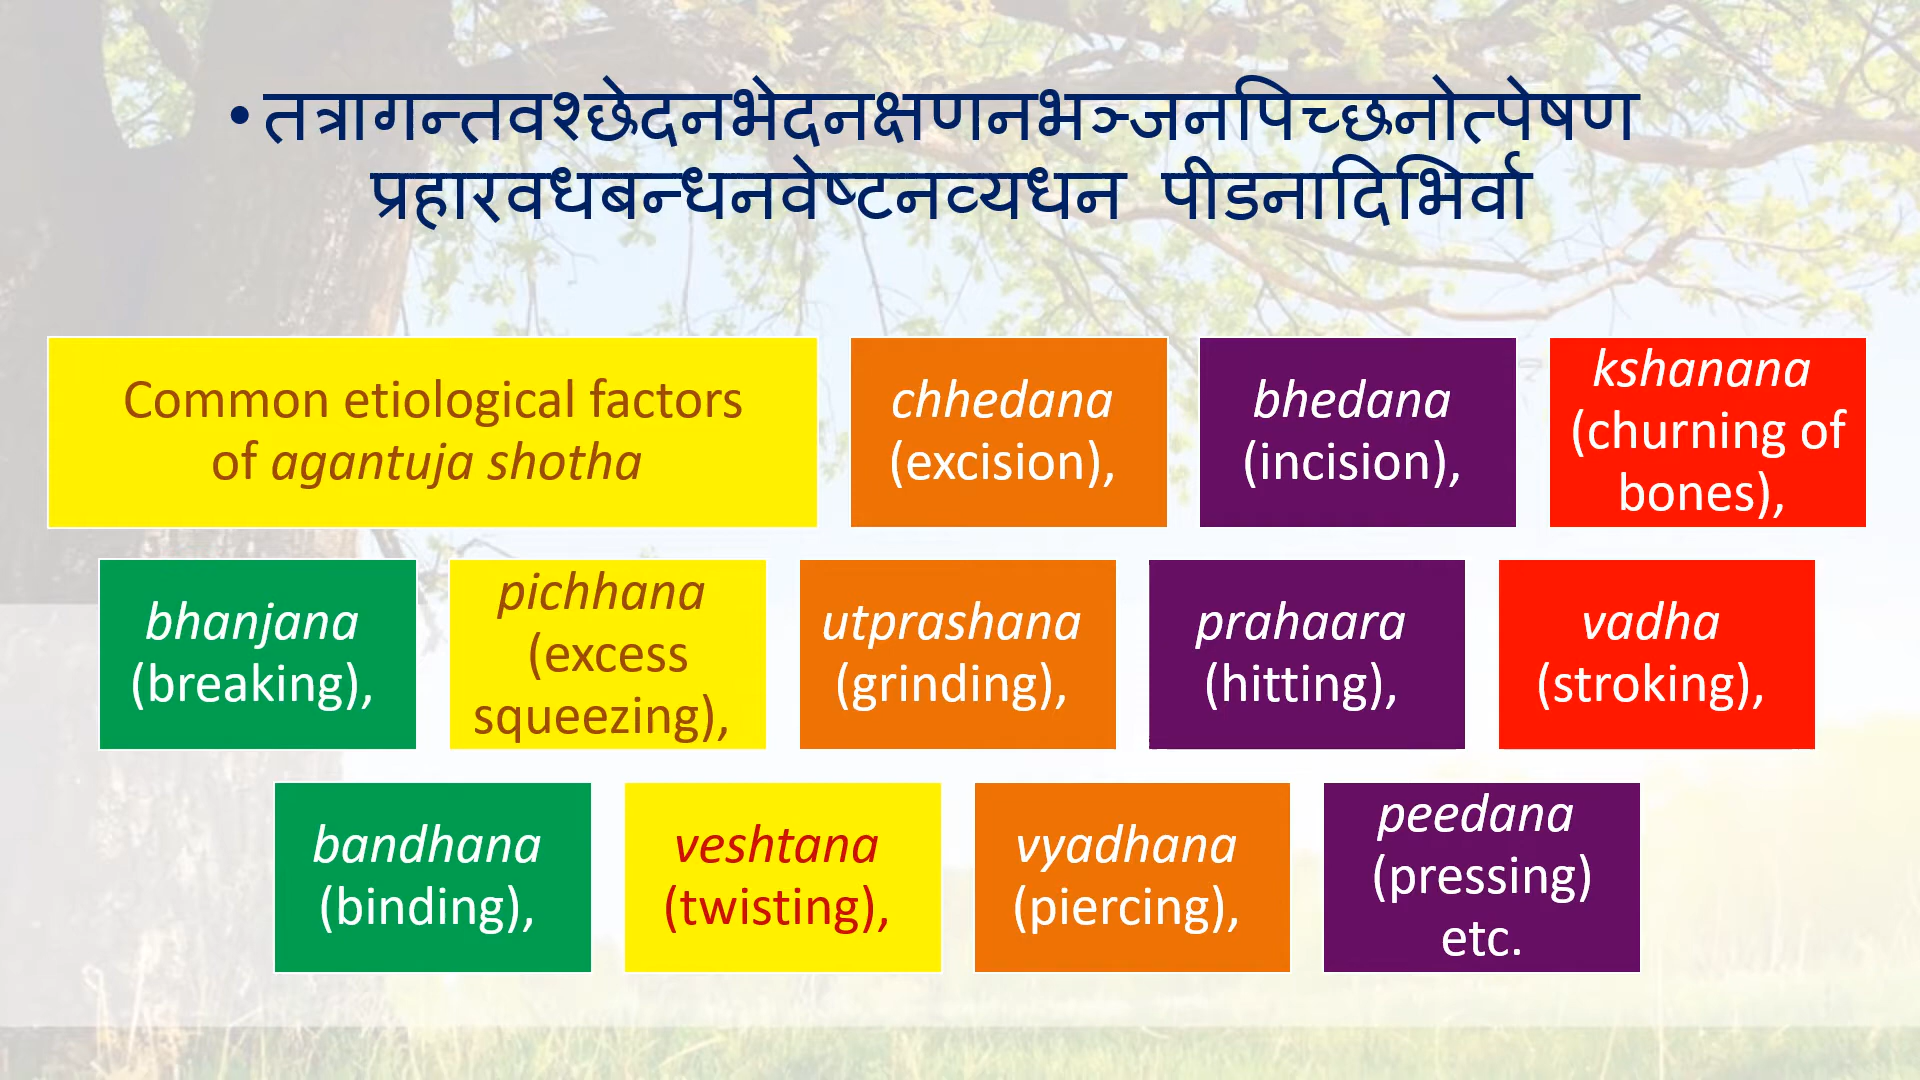 • तत्रागन्तवश्छेदनभेदनक्षणनभञ्जनपिच्छनोत्पेषण
प्रहारवधबन्धनवेष्टनव्यधन पीडनादिभिर्वा
Common etiological factors
of agantuja shotha
chhedana
(excision),
bhedana
(incision),
kshanana
(churning of
bones),
bhanjana
(breaking),
pichhana
(excess
squeezing),
utprashana
(grinding),
prahaara
(hitting),
vadha
(stroking),
bandhana
(binding),
veshtana
(twisting),
vyadhana
(piercing),
peedana
(pressing)
etc.